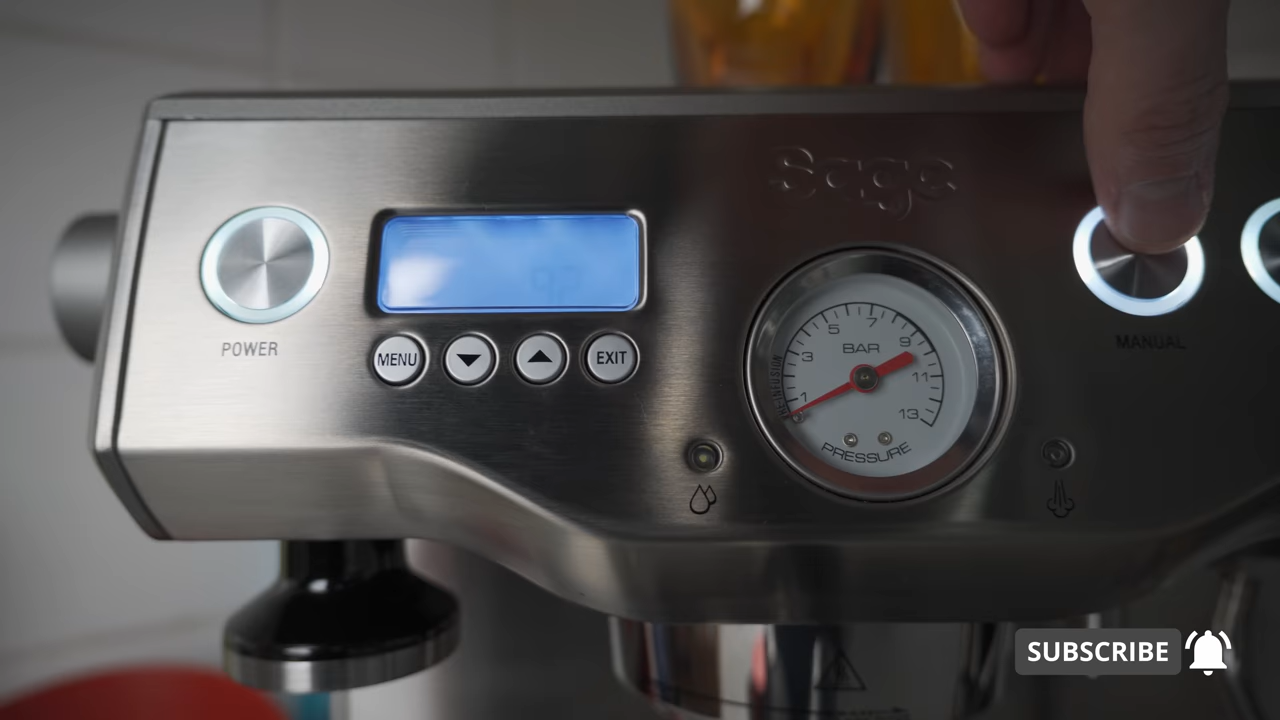 Sage
POWER
MENU
EXIT
MANUAL
1
3
5
7
9
11
13
BAR
PRESSURE
SUBSCRIBE